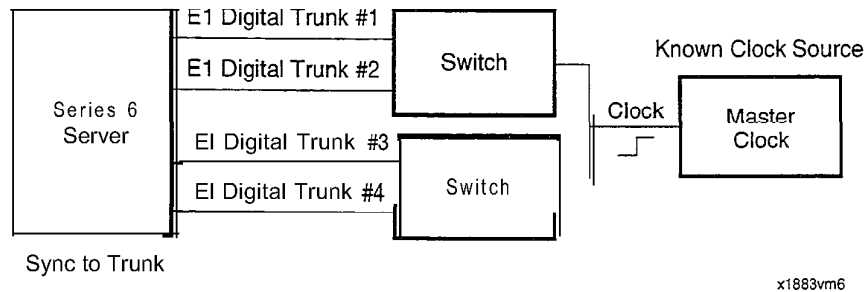 E1 Digital Trunk #1
E1 Digital Trunk #2
Switch
Known Clock Source
Series 6
Server
Clock
Master
Clock
EI Digital Trunk #3
EI Digital Trunk #4
Switch
Sync to Trunk
x1883vm6